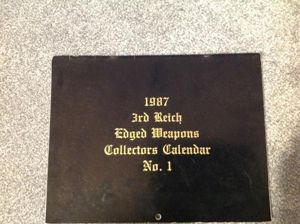 1987
3rd Reich
Edged Weapons
Collectors Calendar
No. 1